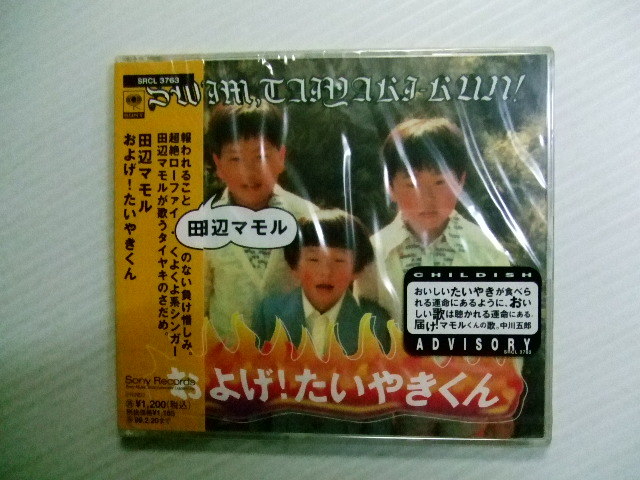 SRCL 3763
SWIM, TAIYAKI-KUN!
田辺マモル
およげ！たいやきくん
報われること のない負け惜しみ。
超絶ローファイ・くよくよ系シンガー
田辺マモルが歌うタイヤキのさだめ。
田辺マモル
CHILDISH
おいしいたいやきが食べら
れる運命にあるように、おい
しい歌は聴かれる運命にある。
届け!マモルくんの歌。中川五郎
ADVISORY
SRCL 3763
およげ!たいやきくん
Sony Records
¥1,200(税込)